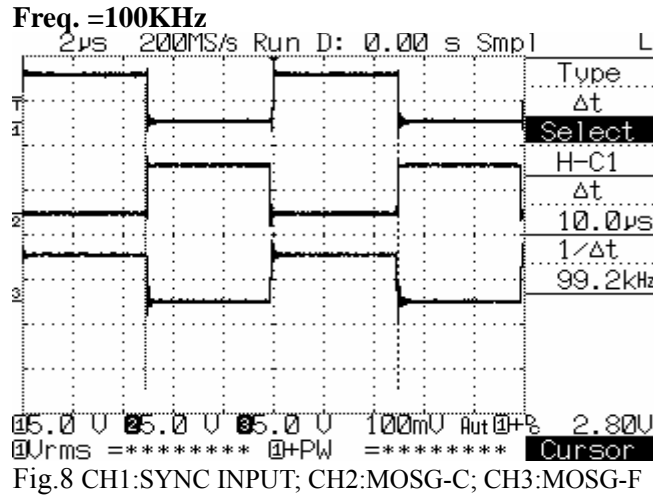 Freq. =100KHz
2µs 200MS/s Run D: 0.00 s Smpl L
Type
Δt
T
1
Select
H-C1
Δt
2
10.0µs
1/Δt
99.2kHz
3
1 5.0 V 2 5.0 V 3 5.0 V 100mV Aut 1+ 2.80V
1 Vrms =******** 1+PW =******** Cursor
Fig.8 CH1:SYNC INPUT; CH2:MOSG-C; CH3:MOSG-F